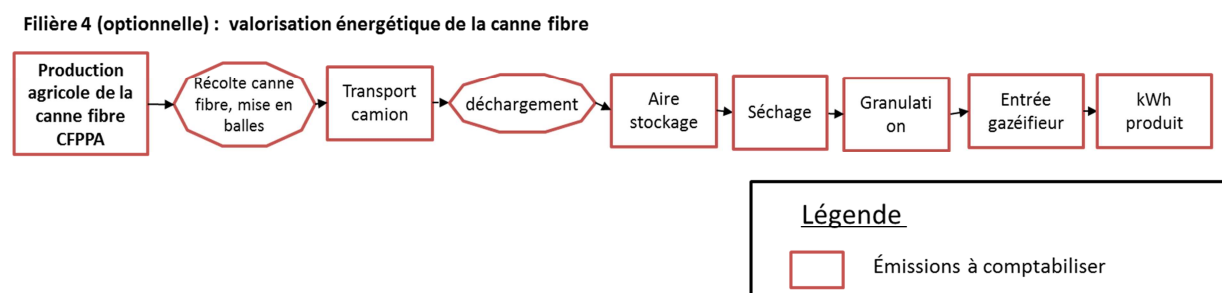 Filière 4 (optionnelle) : valorisation énergétique de la canne fibre
Production
agricole de la
canne fibre
CFPPA
Récolte canne
fibre, mise en
balles
Transport
camion
déchargement
Aire
stockage
Séchage
Granulati
on
Entrée
gazéifieur
kWh
produit
Légende
Émissions à comptabiliser